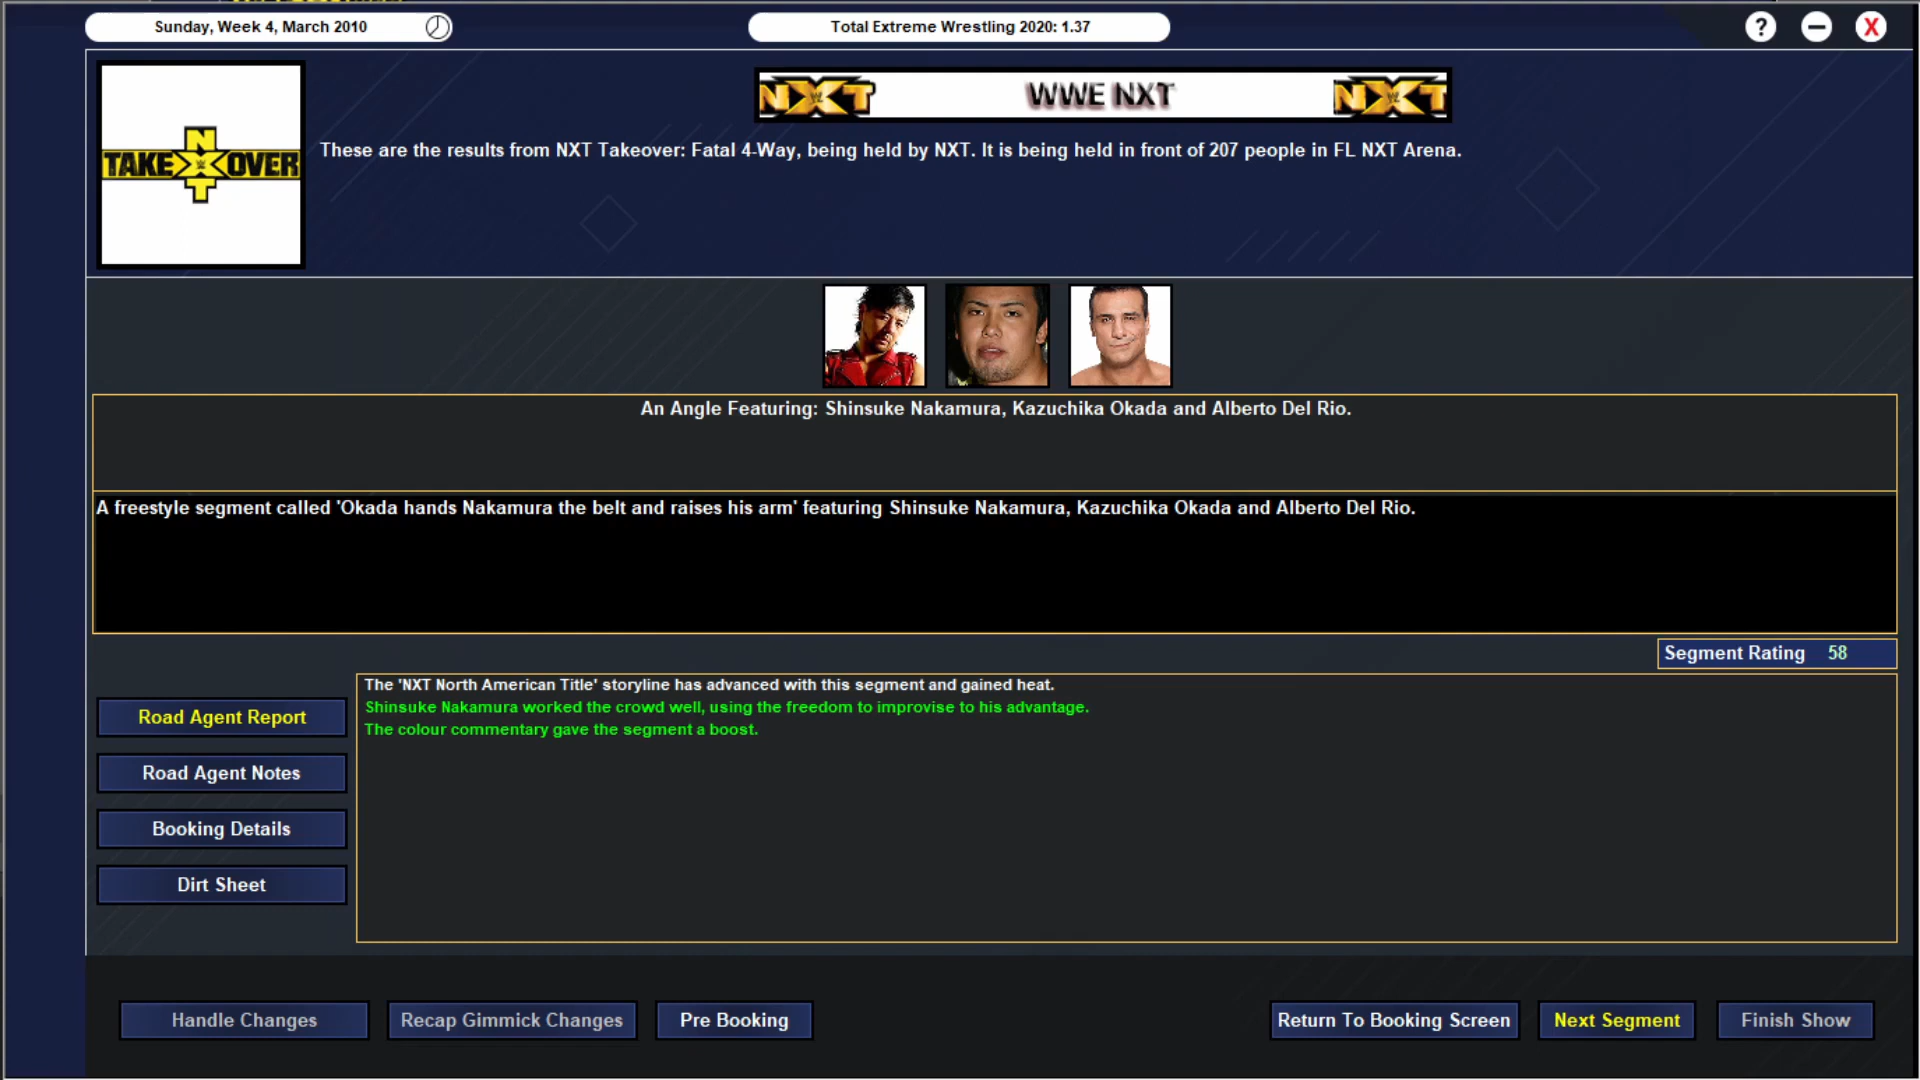 Sunday, Week 4, March 2010
Total Extreme Wrestling 2020: 1.37
?
X
NXT WWE NXT NXT
NXT
TAKEOVER
These are the results from NXT Takeover: Fatal 4-Way, being held by NXT. It is being held in front of 207 people in FL NXT Arena.
An Angle Featuring: Shinsuke Nakamura, Kazuchika Okada and Alberto Del Rio.
A freestyle segment called 'Okada hands Nakamura the belt and raises his arm' featuring Shinsuke Nakamura, Kazuchika Okada and Alberto Del Rio.
Segment Rating 58
The 'NXT North American Title' storyline has advanced with this segment and gained heat.
Shinsuke Nakamura worked the crowd well, using the freedom to improvise to his advantage.
The colour commentary gave the segment a boost.
Road Agent Report
Road Agent Notes
Booking Details
Dirt Sheet
Handle Changes
Recap Gimmick Changes
Pre Booking
Return To Booking Screen
Next Segment
Finish Show